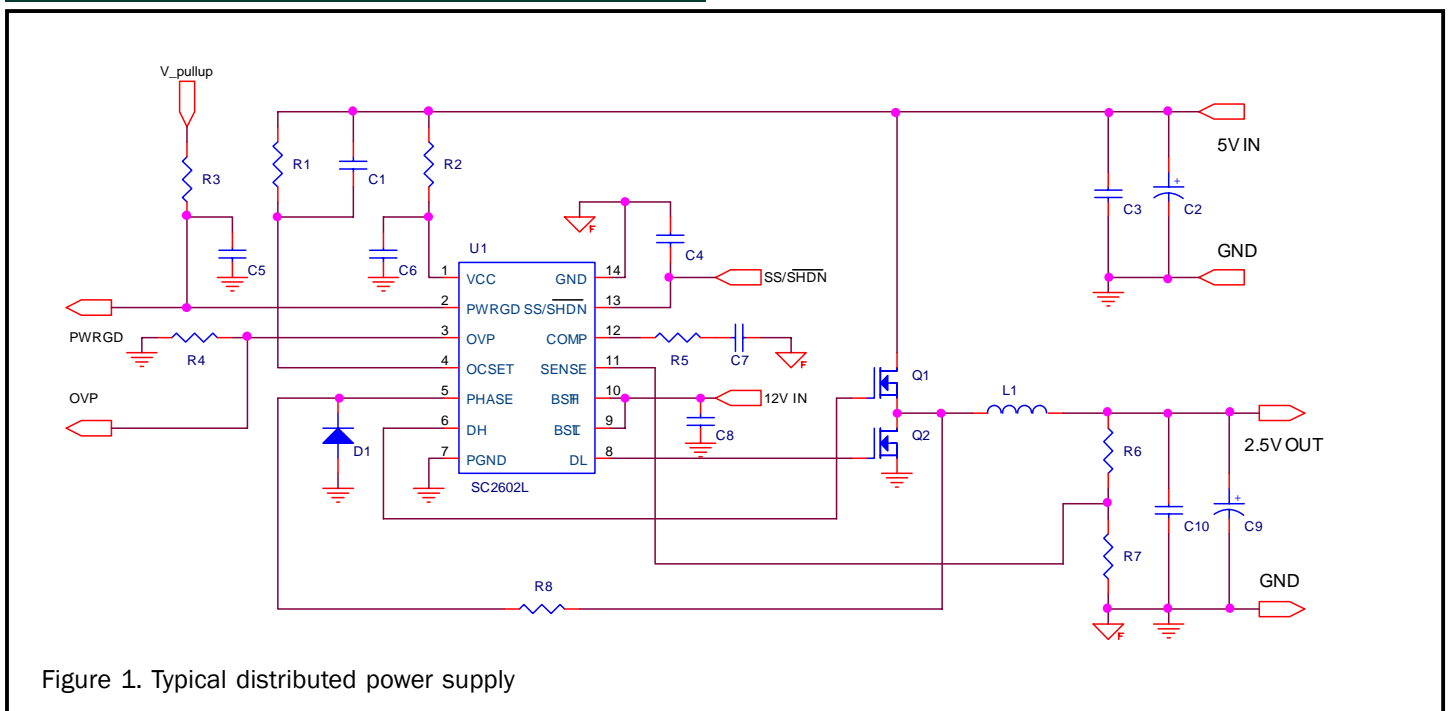 V_pullup
5V IN
R1
C1
R2
R3
C3
C2
C5
C6
U1
C4
GND
1
VCC
GND
14
SS/SHDN
2
PWRGD
SS/SHDN
13
PWRGD
3
OVP
COMP
12
R4
R5
C7
F
F
4
OCSET
SENSE
11
OVP
5
PHASE
BSTH
10
12V IN
Q1
L1
6
DH
BSTL
9
C8
D1
Q2
2.5V OUT
7
PGND
DL
8
R6
SC2602L
C10
C9
R7
R8
GND
F
Figure 1. Typical distributed power supply